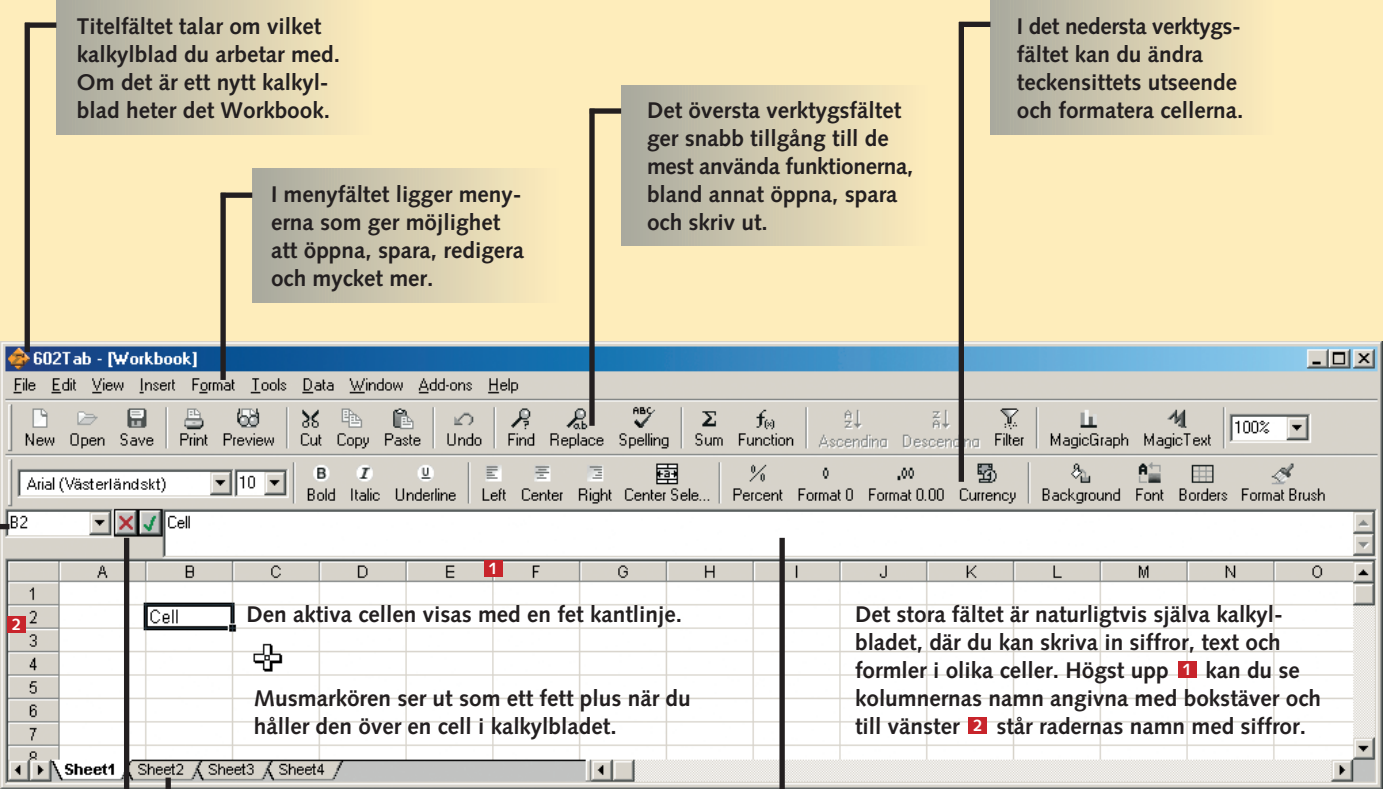 Titelfältet talar om vilket
kalkylblad du arbetar med.
Om det är ett nytt kalkyl-
blad heter det Workbook.
I det nedersta verktygs-
fältet kan du ändra
teckensittets utseende
och formatera cellerna.
Det översta verktygsfältet
ger snabb tillgång till de
mest använda funktionerna,
bland annat öppna, spara
och skriv ut.
I menyfältet ligger meny-
erna som ger möjlighet
att öppna, spara, redigera
och mycket mer.
602Tab - [Workbook]
File Edit View Insert Format Tools Data Window Add-ons Help
New Open Save Print Preview Cut Copy Paste Undo Find Replace Spelling Sum Function Ascending Descending Filter MagicGraph MagicText 100%
Arial (Västerländskt) 10 Bold Italic Underline Left Center Right Center Sele... Percent Format 0 Format 0.00 Currency Background Font Borders Format Brush
B2 Cell
A B C D E 1 F G H I J K L M N O
1
2 2 Cell
3
4
5
6
7
8
Den aktiva cellen visas med en fet kantlinje.
Musmarkören ser ut som ett fett plus när du
håller den över en cell i kalkylbladet.
Det stora fältet är naturligtvis själva kalkyl-
bladet, där du kan skriva in siffror, text och
formler i olika celler. Högst upp 1 kan du se
kolumnernas namn angivna med bokstäver och
till vänster 2 står radernas namn med siffror.
Sheet1 Sheet2 Sheet3 Sheet4